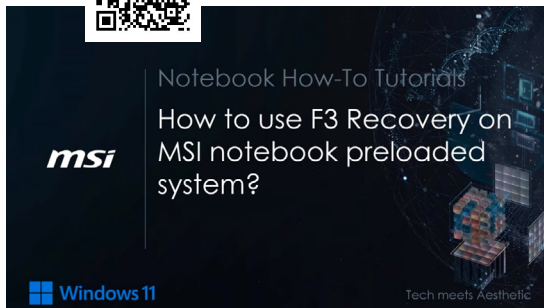 Notebook How-To Tutorials
How to use F3 Recovery on
MSI notebook preloaded
system?
msi
Windows 11
Tech meets Aesthetic